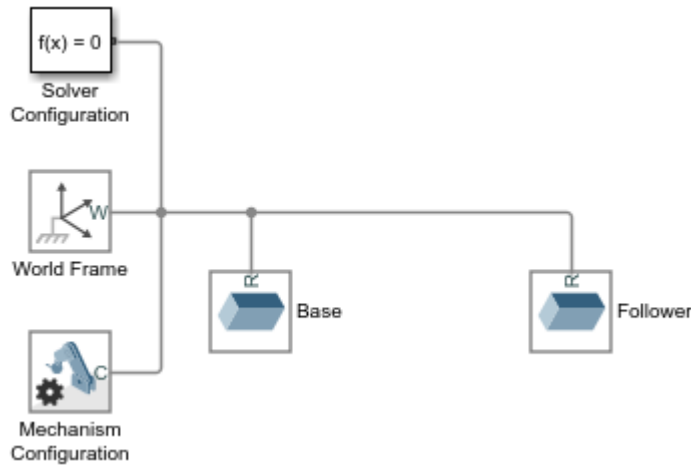 f(x) = 0
Solver
Configuration
W
World Frame
R
Base
R
Follower
C
Mechanism
Configuration